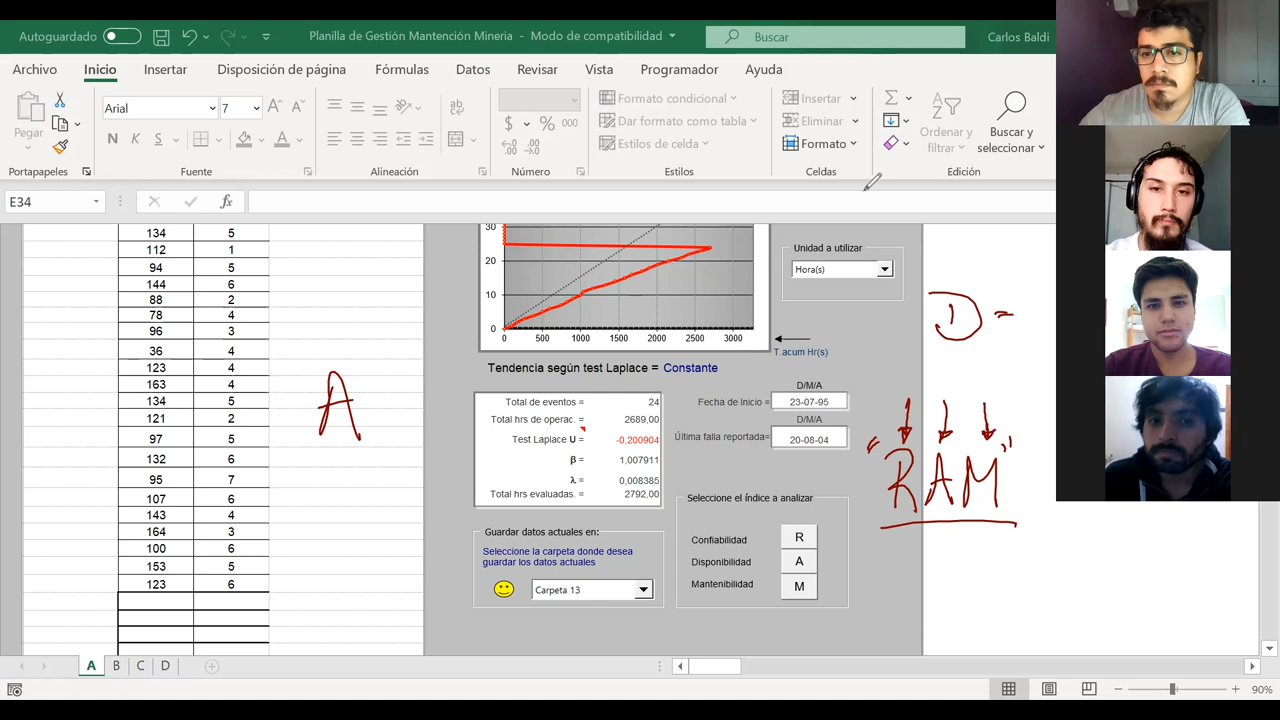 Autoguardado
Planilla de Gestión Mantención Mineria - Modo de compatibilidad
Buscar
Carlos Baldi
Archivo Inicio Insertar Disposición de página Fórmulas Datos Revisar Vista Programador Ayuda
Pegar
Arial 7
N K S
$ % 000
Formato condicional
Dar formato como tabla
Estilos de celda
Insertar
Eliminar
Formato
Ordenar y filtrar
Buscar y seleccionar
Portapapeles Fuente Alineación Número Estilos Celdas Edición
E34 fx
134 5
112 1
94 5
144 6
88 2
78 4
96 3
36 4
123 4
163 4
134 5
121 2
97 5
132 6
95 7
107 6
143 4
164 3
100 6
153 5
123 6
A
30
20
10
0
0 500 1000 1500 2000 2500 3000
T.acum Hr(s)
Unidad a utilizar
Hora(s)
Tendencia según test Laplace = Constante
Total de eventos = 24
Total hrs de operac. = 2689,00
Test Laplace U = -0,200904
β = 1,007911
λ = 0,008385
Total hrs evaluadas. = 2792,00
D/M/A
Fecha de Inicio = 23-07-95
D/M/A
Última falla reportada= 20-08-04
Guardar datos actuales en:
Seleccione la carpeta donde desea
guardar los datos actuales
Carpeta 13
Seleccione el índice a analizar
Confiabilidad R
Disponibilidad A
Mantenibilidad M
D =
"RAM"
A B C D
90%